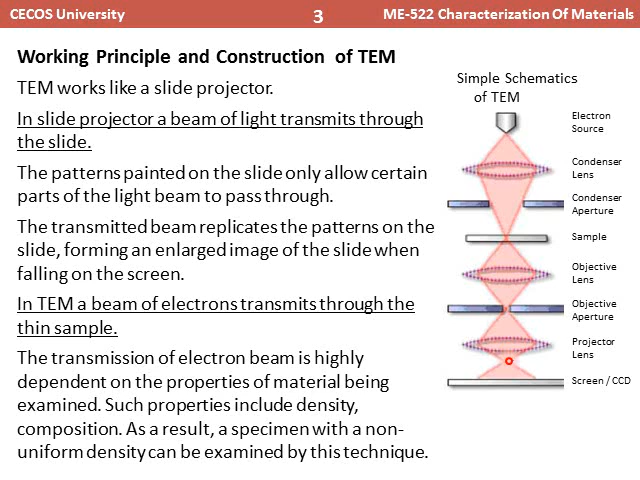 CECOS University
3
ME-522 Characterization Of Materials
Working Principle and Construction of TEM
TEM works like a slide projector.
In slide projector a beam of light transmits through
the slide.
The patterns painted on the slide only allow certain
parts of the light beam to pass through.
The transmitted beam replicates the patterns on the
slide, forming an enlarged image of the slide when
falling on the screen.
In TEM a beam of electrons transmits through the
thin sample.
The transmission of electron beam is highly
dependent on the properties of material being
examined. Such properties include density,
composition. As a result, a specimen with a non-
uniform density can be examined by this technique.
Simple Schematics
of TEM
Electron
Source
Condenser
Lens
Condenser
Aperture
Sample
Objective
Lens
Objective
Aperture
Projector
Lens
Screen / CCD